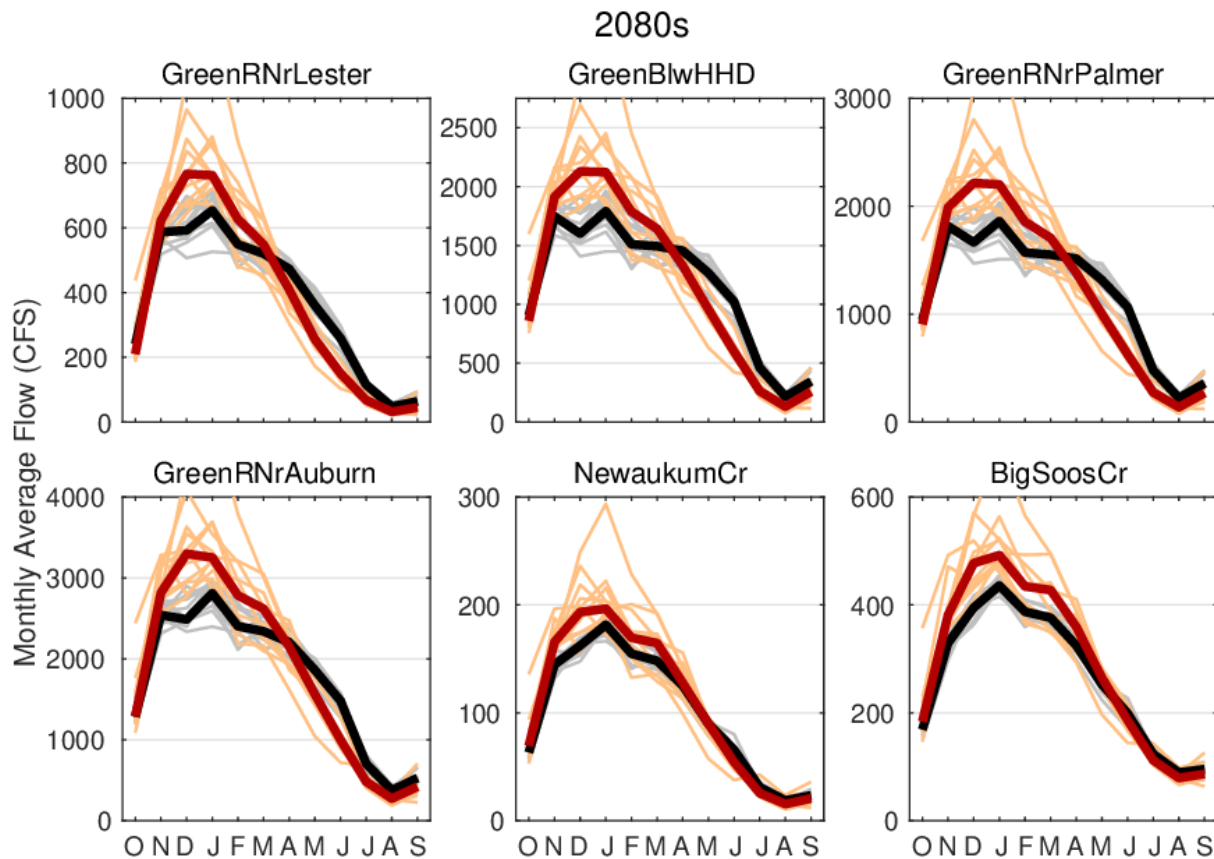 2080s
GreenRNrLester
GreenBlwHHD
GreenRNrPalmer
1000
800
600
400
200
0
2500
2000
1500
1000
500
0
3000
2000
1000
0
Monthly Average Flow (CFS)
GreenRNrAuburn
NewaukumCr
BigSoosCr
4000
3000
2000
1000
0
300
200
100
0
600
400
200
0
O N D J F M A M J J A S
O N D J F M A M J J A S
O N D J F M A M J J A S